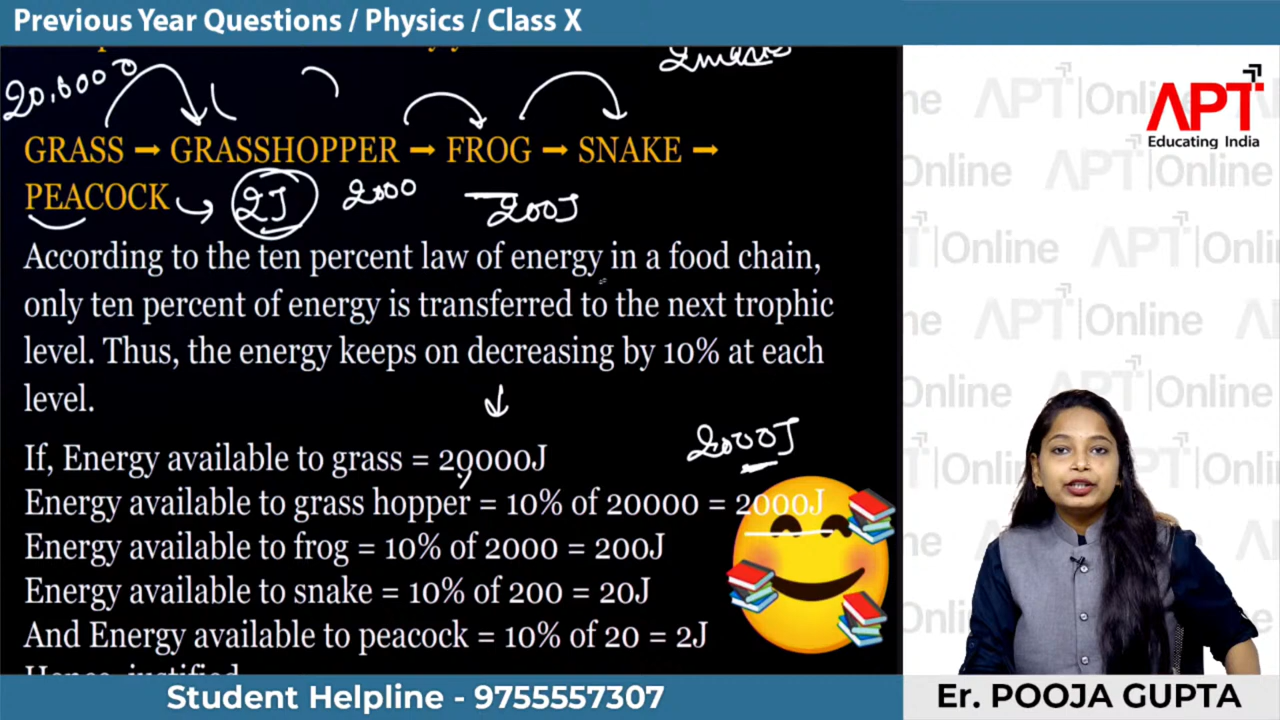 Previous Year Questions / Physics / Class X
20,000
GRASS → GRASSHOPPER → FROG → SNAKE →
PEACOCK → 2J 2000 200J
According to the ten percent law of energy in a food chain,
only ten percent of energy is transferred to the next trophic
level. Thus, the energy keeps on decreasing by 10% at each
level.
2000J
If, Energy available to grass = 20000J
Energy available to grass hopper = 10% of 20000 = 2000J
Energy available to frog = 10% of 2000 = 200J
Energy available to snake = 10% of 200 = 20J
And Energy available to peacock = 10% of 20 = 2J
Hence, justified
APT
Educating India
APT|Online
Student Helpline - 9755557307
Er. POOJA GUPTA